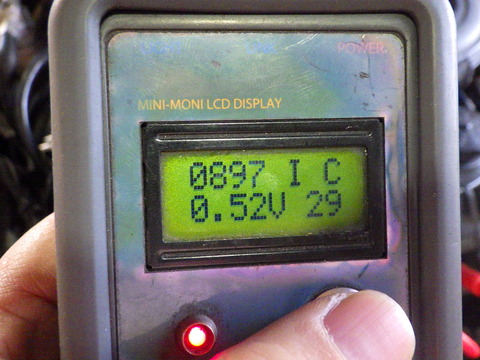 POWER
MINI-MONI LCD DISPLAY
0897 I C
0.52V 29